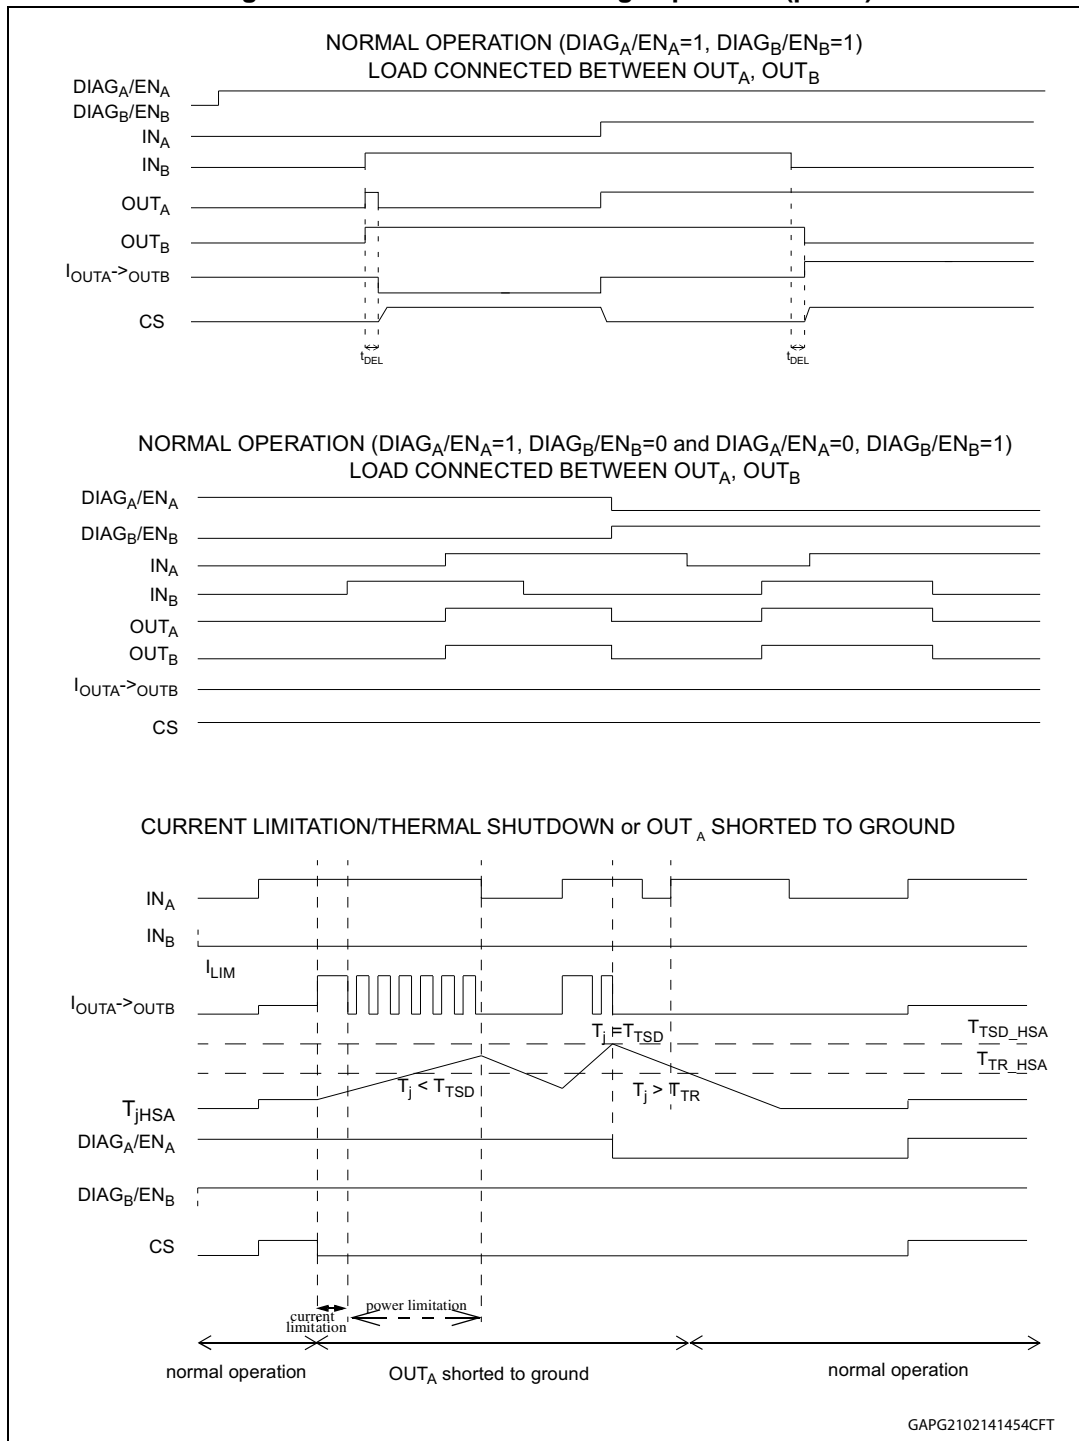 NORMAL OPERATION (DIAGA/ENA=1, DIAGB/ENB=1)
LOAD CONNECTED BETWEEN OUTA, OUTB
DIAGA/ENA
DIAGB/ENB
INA
INB
OUTA
OUTB
IOUTA->OUTB
CS
tDEL
tDEL
NORMAL OPERATION (DIAGA/ENA=1, DIAGB/ENB=0 and DIAGA/ENA=0, DIAGB/ENB=1)
LOAD CONNECTED BETWEEN OUTA, OUTB
DIAGA/ENA
DIAGB/ENB
INA
INB
OUTA
OUTB
IOUTA->OUTB
CS
CURRENT LIMITATION/THERMAL SHUTDOWN or OUT A SHORTED TO GROUND
INA
INB
ILIM
IOUTA->OUTB
Tj =TTSD
TTSD_HSA
TTR_HSA
Tj < TTSD
Tj > TTR
TjHSA
DIAGA/ENA
DIAGB/ENB
CS
current
limitation
power limitation
normal operation
OUTA shorted to ground
normal operation
GAPG2102141454CFT